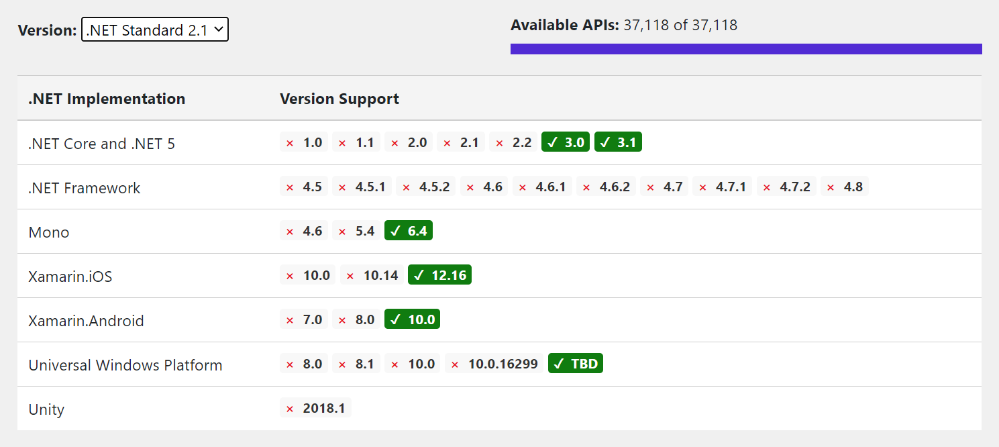 Version: .NET Standard 2.1
Available APIs: 37,118 of 37,118
.NET Implementation Version Support
.NET Core and .NET 5 × 1.0 × 1.1 × 2.0 × 2.1 × 2.2 ✓ 3.0 ✓ 3.1
.NET Framework × 4.5 × 4.5.1 × 4.5.2 × 4.6 × 4.6.1 × 4.6.2 × 4.7 × 4.7.1 × 4.7.2 × 4.8
Mono × 4.6 × 5.4 ✓ 6.4
Xamarin.iOS × 10.0 × 10.14 ✓ 12.16
Xamarin.Android × 7.0 × 8.0 ✓ 10.0
Universal Windows Platform × 8.0 × 8.1 × 10.0 × 10.0.16299 ✓ TBD
Unity × 2018.1